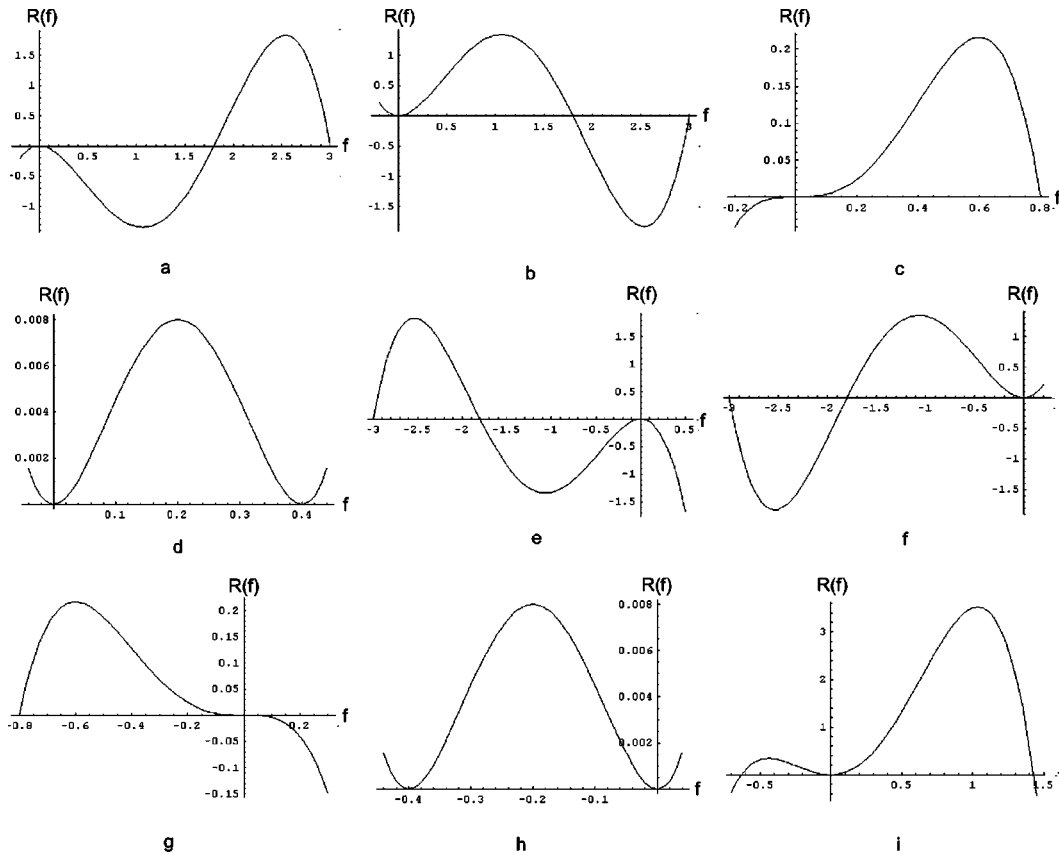 R(f) R(f) R(f)
1.5 1.5 0.2
1 1 0.15
0.5 0.5 0.1
f f 0.05
0.5 1 1.5 2 2.5 3 0.5 1 1.5 2 2.5 3 f
-0.5 -0.5 -0.2 0.2 0.4 0.6 0.8
-1 -1
-1.5
a b c
R(f) R(f) R(f)
0.008 1.5 1
0.006 1 0.5
0.004 0.5 f
0.002 f -3 -2.5 -2 -1.5 -1 -0.5
f -3 -2.5 -2 -1.5 -1 -0.5 0.5 -0.5
0.1 0.2 0.3 0.4 -0.5 -1
-1 -1.5
-1.5
d e f
R(f) R(f) R(f)
0.2 0.008 3
0.15 0.006 2
0.1 0.004 1
0.05 0.002 f
f f -0.5 0.5 1 1.5
-0.8 -0.6 -0.4 -0.2 0.2 -0.4 -0.3 -0.2 -0.1
-0.05
-0.1
-0.15
g h i